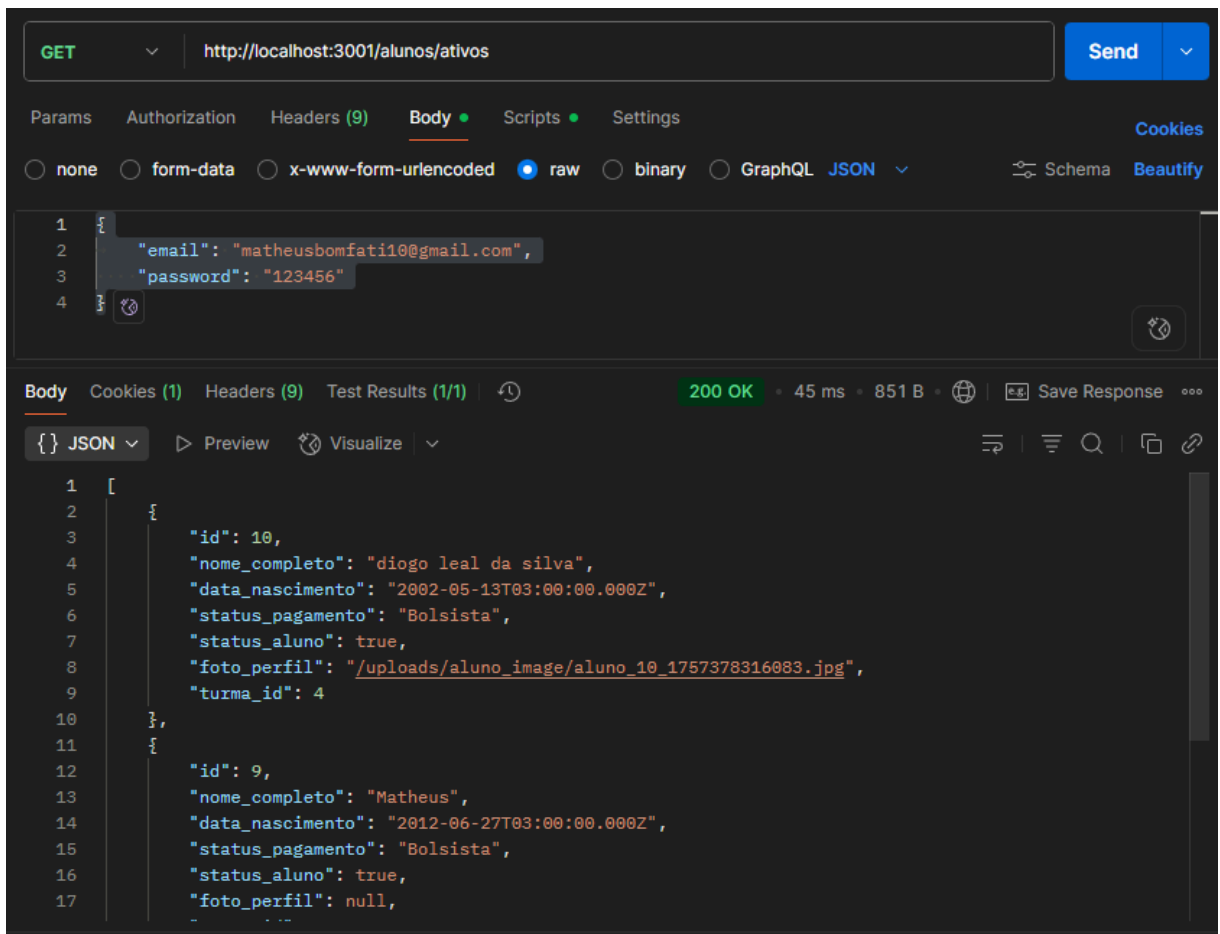 GET http://localhost:3001/alunos/ativos Send
Params Authorization Headers (9) Body Scripts Settings Cookies
none form-data x-www-form-urlencoded raw binary GraphQL JSON Schema Beautify
1 {
2 "email": "matheusbomfati10@gmail.com",
3 "password": "123456"
4 }
Body Cookies (1) Headers (9) Test Results (1/1) 200 OK • 45 ms • 851 B • e.g. Save Response
{} JSON Preview Visualize
1 [
2 {
3 "id": 10,
4 "nome_completo": "diogo leal da silva",
5 "data_nascimento": "2002-05-13T03:00:00.000Z",
6 "status_pagamento": "Bolsista",
7 "status_aluno": true,
8 "foto_perfil": "/uploads/aluno_image/aluno_10_1757378316083.jpg",
9 "turma_id": 4
10 },
11 {
12 "id": 9,
13 "nome_completo": "Matheus",
14 "data_nascimento": "2012-06-27T03:00:00.000Z",
15 "status_pagamento": "Bolsista",
16 "status_aluno": true,
17 "foto_perfil": null,